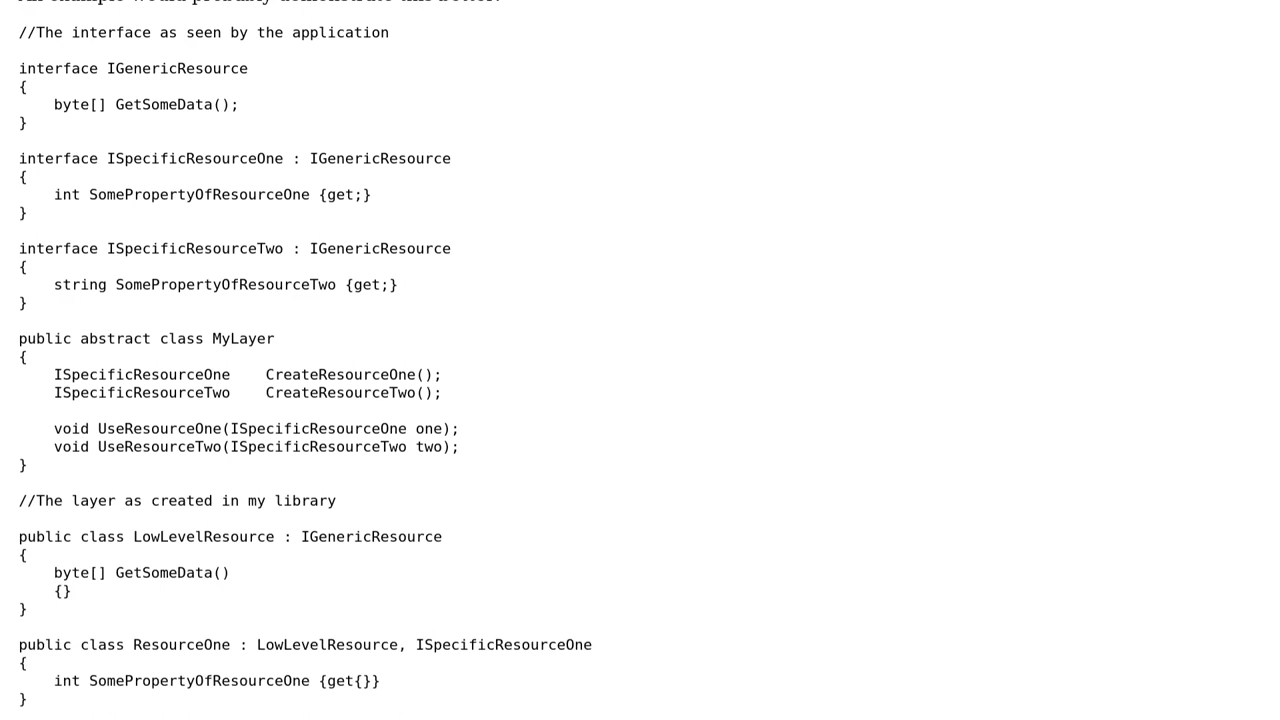 //The interface as seen by the application
interface IGenericResource
{
    byte[] GetSomeData();
}
interface ISpecificResourceOne : IGenericResource
{
    int SomePropertyOfResourceOne {get;}
}
interface ISpecificResourceTwo : IGenericResource
{
    string SomePropertyOfResourceTwo {get;}
}
public abstract class MyLayer
{
    ISpecificResourceOne    CreateResourceOne();
    ISpecificResourceTwo    CreateResourceTwo();
    void UseResourceOne(ISpecificResourceOne one);
    void UseResourceTwo(ISpecificResourceTwo two);
}
//The layer as created in my library
public class LowLevelResource : IGenericResource
{
    byte[] GetSomeData()
    {}
}
public class ResourceOne : LowLevelResource, ISpecificResourceOne
{
    int SomePropertyOfResourceOne {get{}}
}